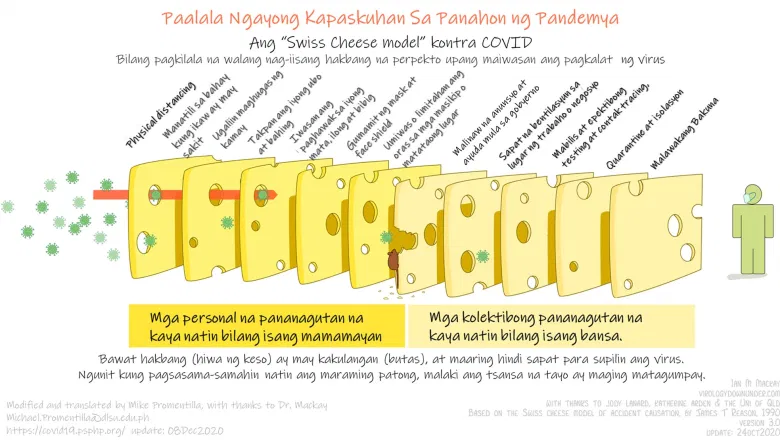 Paalala Ngayong Kapaskuhan Sa Panahon ng Pandemya
Ang “Swiss Cheese model” kontra COVID
Bilang pagkilala na walang nag-iisang hakbang na perpekto upang maiwasan ang pagkalat ng virus
Physical distancing
Manatili sa bahay
kung ikaw ay may
sakit
Ugaliin maghugas ng
kamay
Takpan ang iyong ubo
at bahing
Iwasan ang
paghahak sa iyong
mata, ilong at bibig
Gumamit ng mask at
face shield
Umiwas o limitahan ang
oras sa mga masikip o
matataong lugar
Malinaw na anunsyo at
ayuda mula sa gobyerno
Sapat na bentilasyum sa
lugar ng trabaho o negosyo
Mabilis at epektibong
testing at contak tracing.
Quarantine at isolasyon
Malawakang Bakuna
Mga personal na pananagutan na
kaya natin bilang isang mamamayan
Mga kolektibong pananagutan na
kaya natin bilang isang bansa.
Bawat hakbang (hiwa ng keso) ay may kakulangan (butas), at maaring hindi sapat para supilin ang virus.
Ngunit kung pagsasama-samahin natin ang maraming patong, malaki ang tsansa na tayo ay maging matagumpay.
Modified and translated by Mike Promentilla, with thanks to Dr. Mackay
Michael.Promentilla@dlsu.edu.ph
https://covid19.psphp.org/ update: 08Dec2020
Ian M Mackay
virologydownunder.com
With thanks to Jody Lanard, Katherine Arden & the Uni of Qld
Based on the Swiss cheese model of accident causation, by James T Reason, 1990
Version 3.0
Update: 24Oct2020